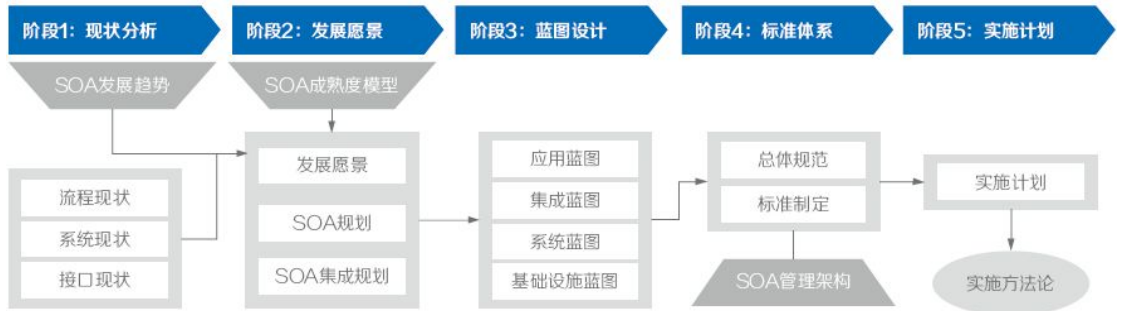 阶段1：现状分析
阶段2：发展愿景
阶段3：蓝图设计
阶段4：标准体系
阶段5：实施计划
SOA发展趋势
SOA成熟度模型
流程现状
系统现状
接口现状
发展愿景
SOA规划
SOA集成规划
应用蓝图
集成蓝图
系统蓝图
基础设施蓝图
总体规范
标准制定
SOA管理架构
实施计划
实施方法论